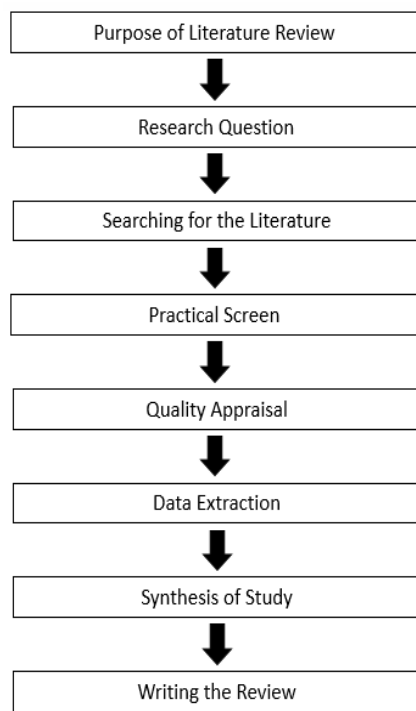 Purpose of Literature Review
Research Question
Searching for the Literature
Practical Screen
Quality Appraisal
Data Extraction
Synthesis of Study
Writing the Review